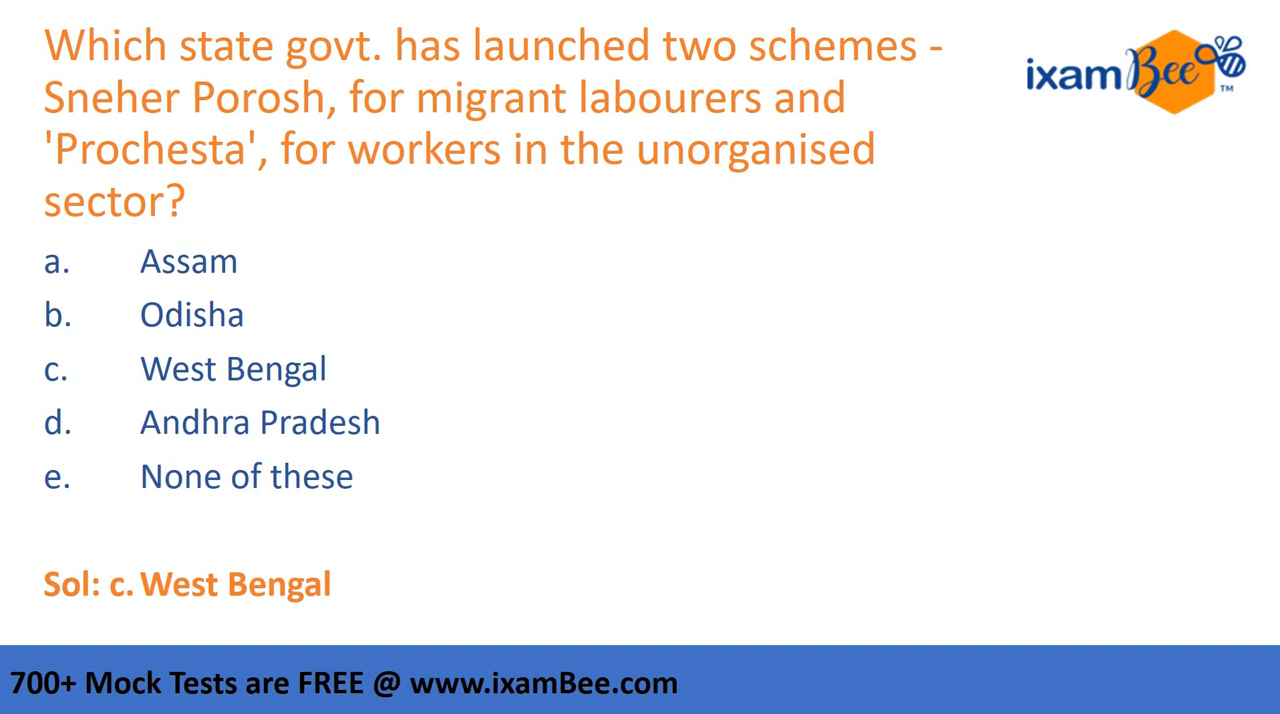 Which state govt. has launched two schemes -
Sneher Porosh, for migrant labourers and
'Prochesta', for workers in the unorganised
sector?
ixamBee™
a. Assam
b. Odisha
c. West Bengal
d. Andhra Pradesh
e. None of these
Sol: c. West Bengal
700+ Mock Tests are FREE @ www.ixamBee.com